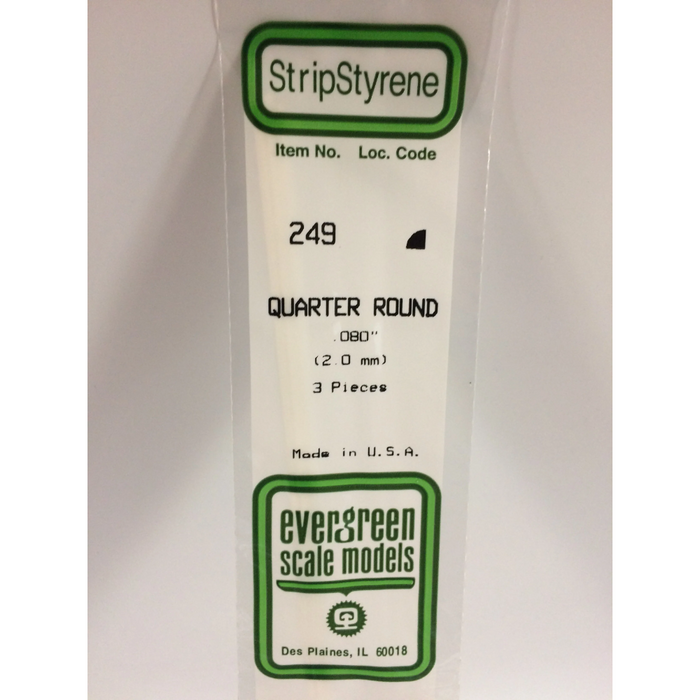 StripStyrene
Item No. Loc. Code
249
QUARTER ROUND
.080"
(2.0 mm)
3 Pieces
Made in U.S.A.
evergreen
scale models
Des Plaines, IL 60018